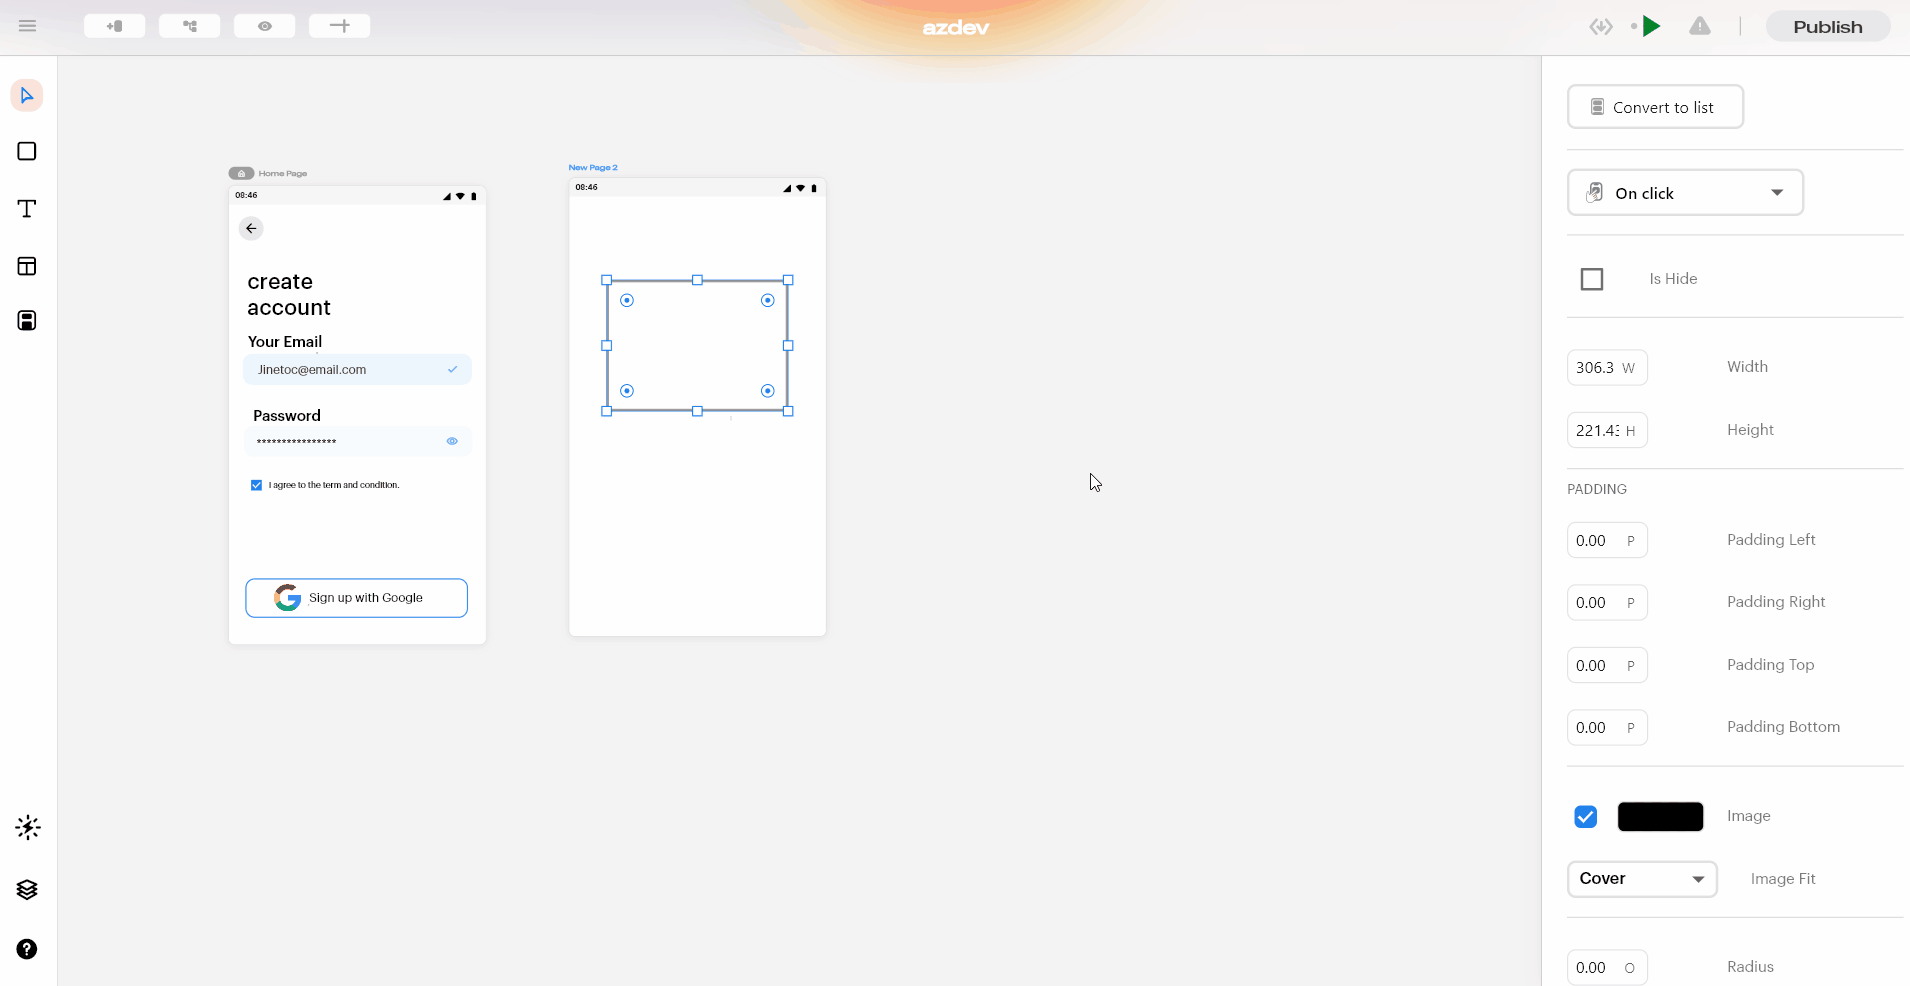 azdev
Publish
Home Page
08:46
create
account
Your Email
Jinetoc@email.com
Password
****************
I agree to the term and condition.
Sign up with Google
New Page 2
08:46
Convert to list
On click
Is Hide
306.3 W Width
221.43 H Height
PADDING
0.00 P Padding Left
0.00 P Padding Right
0.00 P Padding Top
0.00 P Padding Bottom
Image
Cover Image Fit
0.00 O Radius